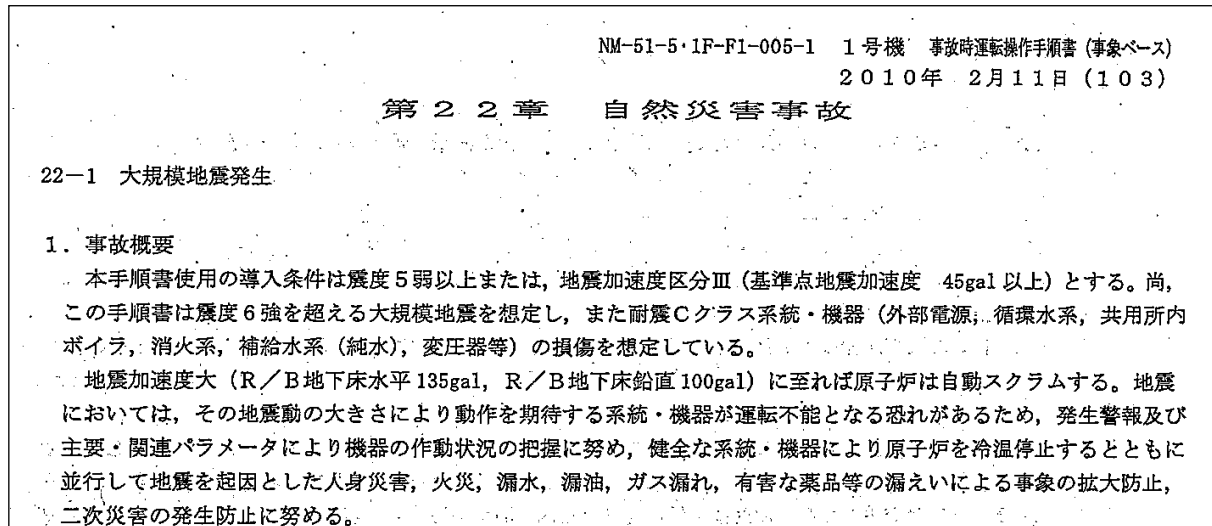 NM-51-5・1F-F1-005-1　1号機　事故時運転操作手順書（事象ベース）
2010年　2月11日（103）
第22章　自然災害事故
22－1　大規模地震発生
1．事故概要
本手順書使用の導入条件は震度5弱以上または，地震加速度区分Ⅲ（基準点地震加速度　45gal 以上）とする。尚，
この手順書は震度6強を超える大規模地震を想定し，また耐震Cクラス系統・機器（外部電源，循環水系，共用所内
ボイラ，消火系，補給水系（純水），変圧器等）の損傷を想定している。
地震加速度大（R／B地下床水平 135gal，R／B地下床鉛直 100gal）に至れば原子炉は自動スクラムする。地震
においては，その地震動の大きさにより動作を期待する系統・機器が運転不能となる恐れがあるため，発生警報及び
主要・関連パラメータにより機器の作動状況の把握に努め，健全な系統・機器により原子炉を冷温停止するとともに
並行して地震を起因とした人身災害，火災，漏水，漏油，ガス漏れ，有害な薬品等の漏えいによる事象の拡大防止，
二次災害の発生防止に努める。